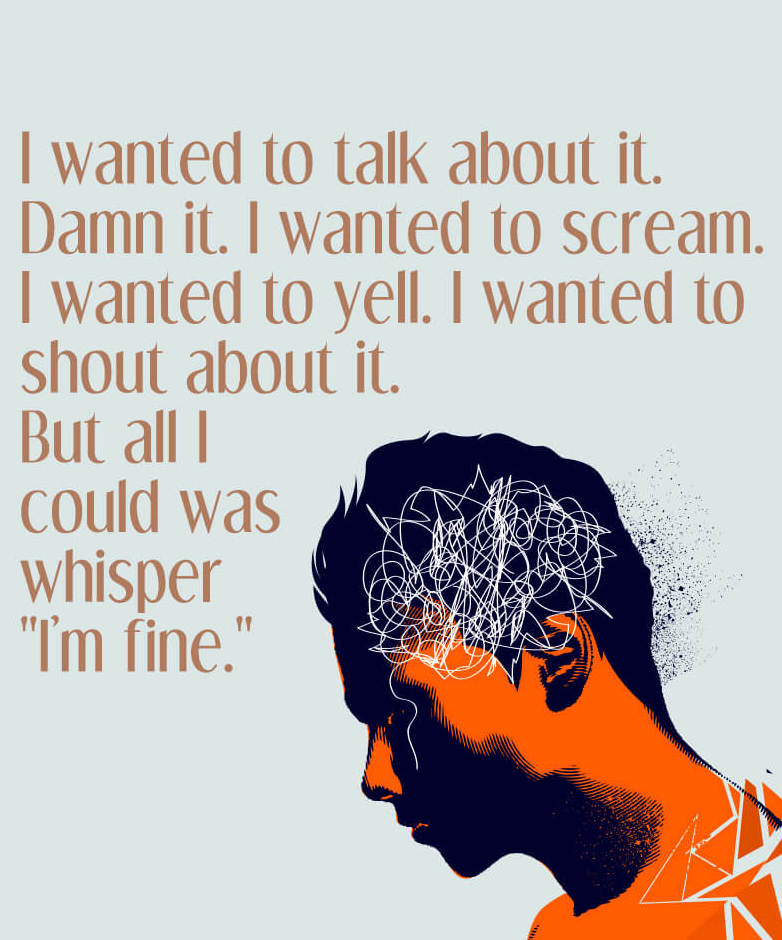 I wanted to talk about it.
Damn it. I wanted to scream.
I wanted to yell. I wanted to
shout about it.
But all I
could was
whisper
"I'm fine."